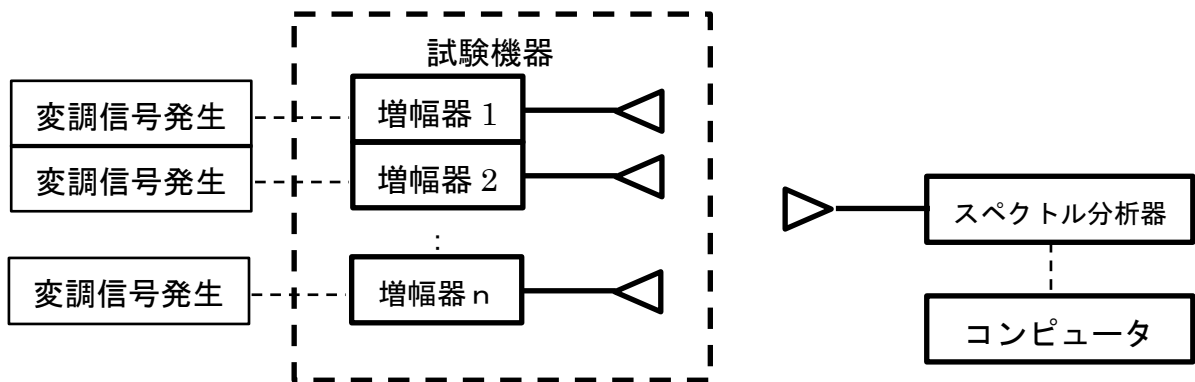 試験機器
変調信号発生
増幅器 1
変調信号発生
増幅器 2
:
変調信号発生
増幅器 n
スペクトル分析器
コンピュータ